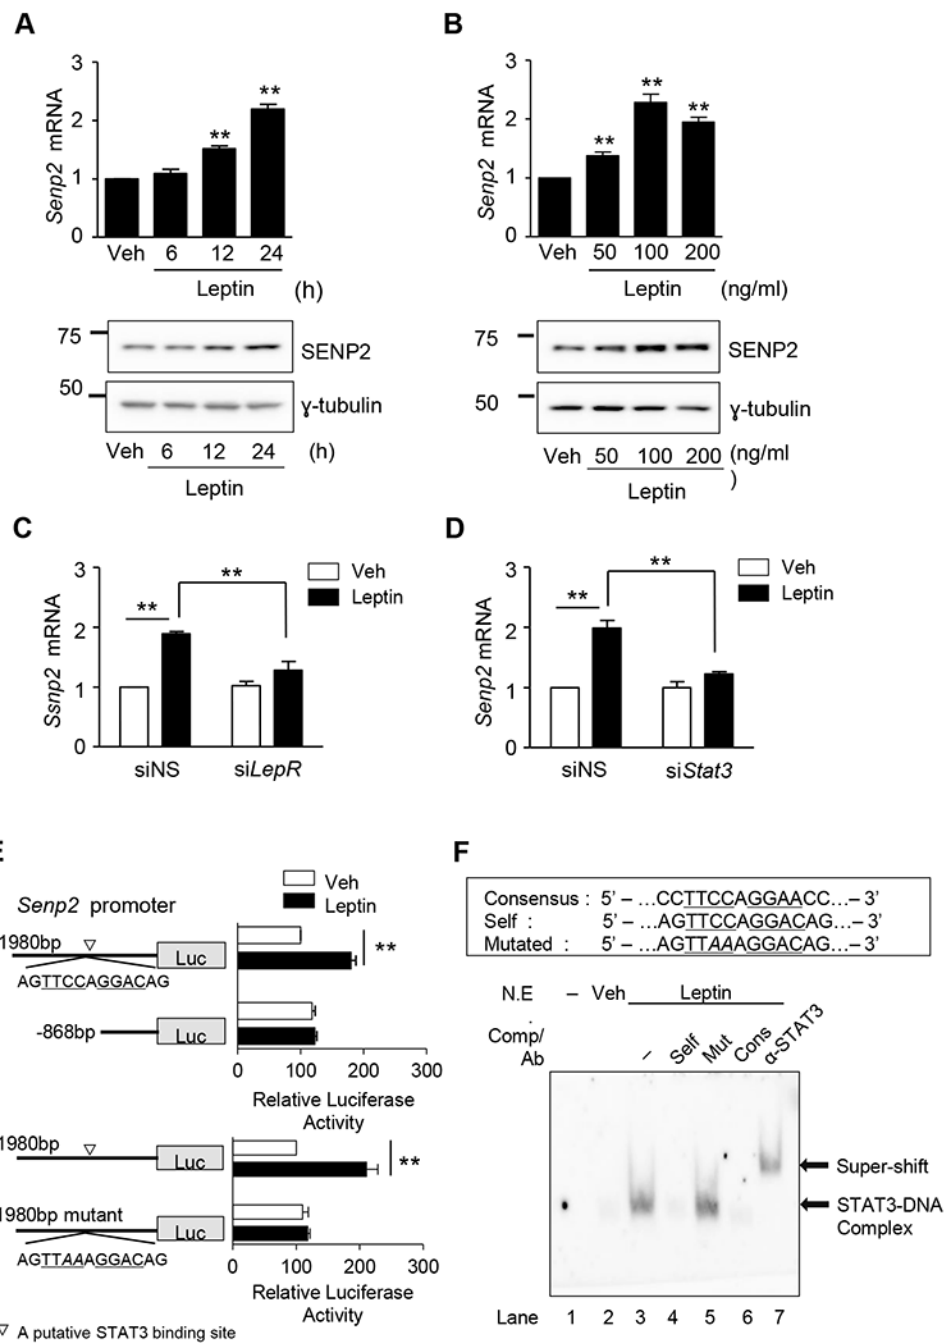 A
3
2
1
0
Senp2 mRNA
**
**
Veh 6 12 24
Leptin (h)
75
SENP2
50
ɣ-tubulin
Veh 6 12 24 (h)
Leptin
B
3
2
1
0
Senp2 mRNA
**
**
**
Veh 50 100 200
Leptin (ng/ml)
75
SENP2
50
ɣ-tubulin
Veh 50 100 200 (ng/ml
)
Leptin
C
3
2
1
0
Ssnp2 mRNA
**
**
Veh
Leptin
siNS siLepR
D
3
2
1
0
Senp2 mRNA
**
**
Veh
Leptin
siNS siStat3
E
Veh
Leptin
Senp2 promoter
1980bp
Luc
**
AGTTCCAGGACAG
-868bp
Luc
0 100 200 300
Relative Luciferase
Activity
1980bp
Luc
**
1980bp mutant
Luc
AGTTAAAGGACAG
0 100 200 300
Relative Luciferase
Activity
▽ A putative STAT3 binding site
F
Consensus : 5’ – …CCTTCCAGGAACC…– 3’
Self : 5’ – …AGTTCCAGGACAG…– 3’
Mutated : 5’ – …AGTTAAAGGACAG…– 3’
N.E – Veh Leptin
.
Comp/
Ab
– Self Mut Cons α-STAT3
Super-shift
STAT3-DNA
Complex
Lane 1 2 3 4 5 6 7